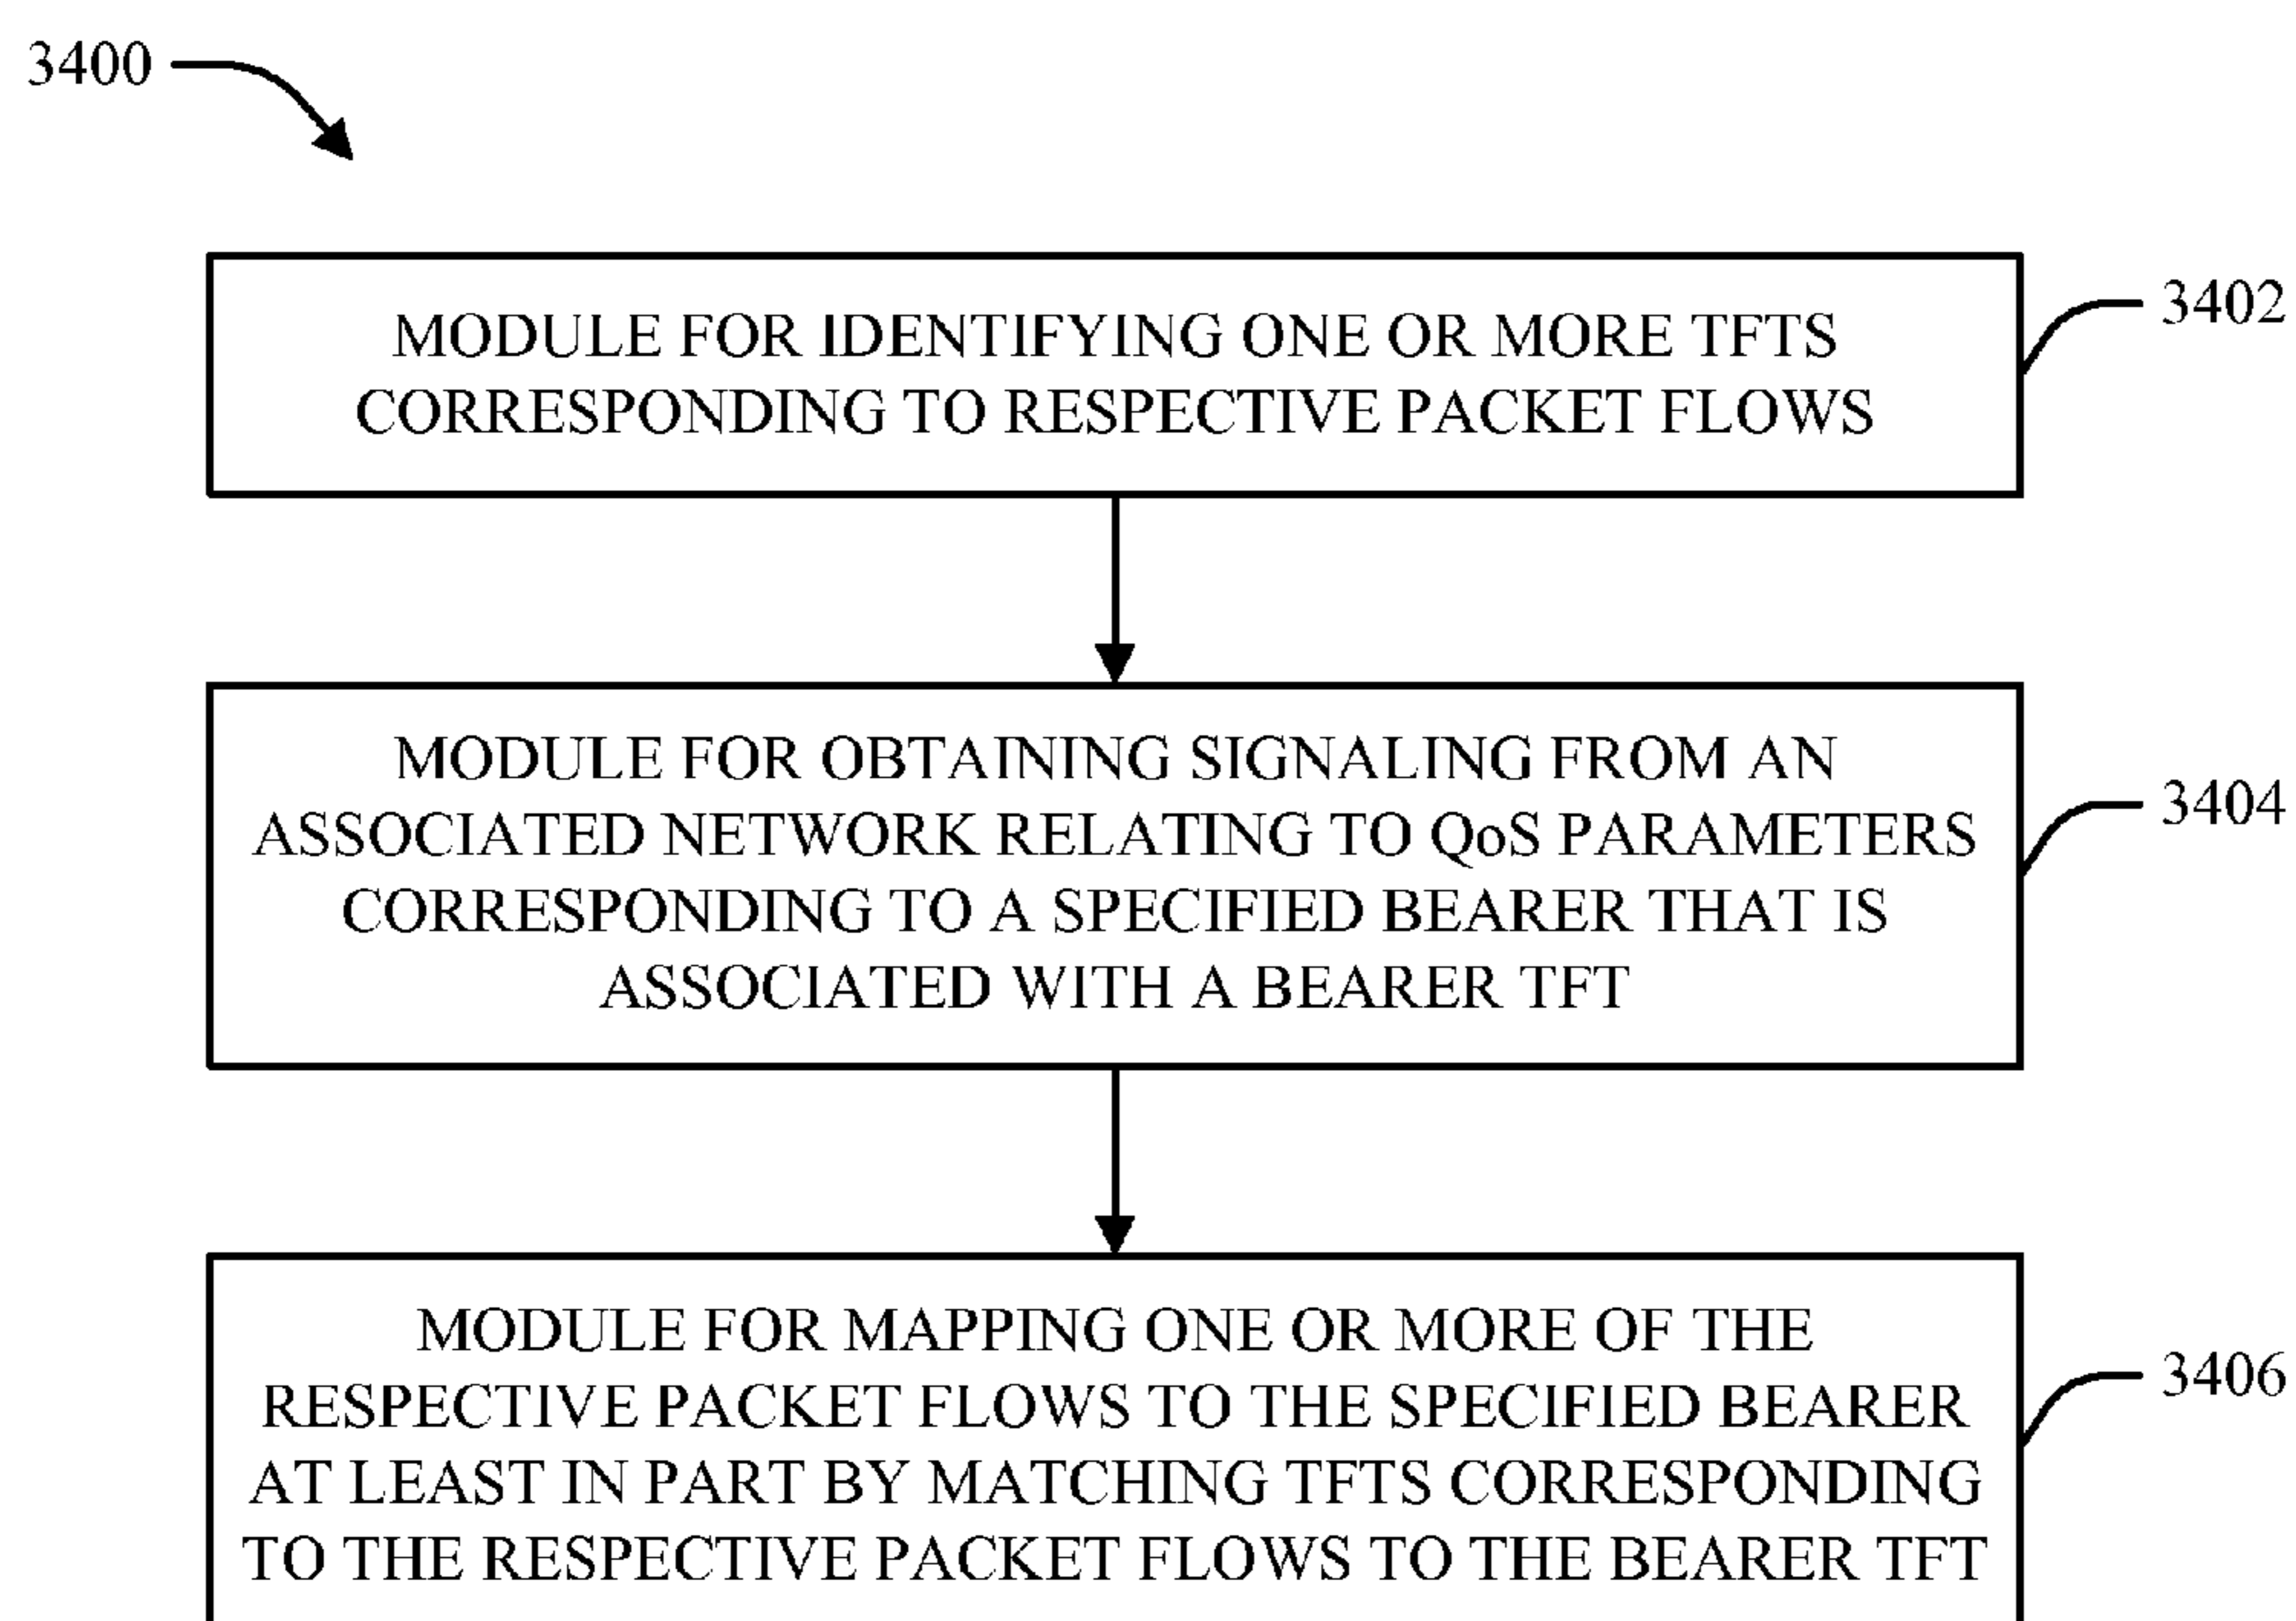 3400
MODULE FOR IDENTIFYING ONE OR MORE TFTS
CORRESPONDING TO RESPECTIVE PACKET FLOWS
3402
MODULE FOR OBTAINING SIGNALING FROM AN
ASSOCIATED NETWORK RELATING TO QoS PARAMETERS
CORRESPONDING TO A SPECIFIED BEARER THAT IS
ASSOCIATED WITH A BEARER TFT
3404
MODULE FOR MAPPING ONE OR MORE OF THE
RESPECTIVE PACKET FLOWS TO THE SPECIFIED BEARER
AT LEAST IN PART BY MATCHING TFTS CORRESPONDING
TO THE RESPECTIVE PACKET FLOWS TO THE BEARER TFT
3406